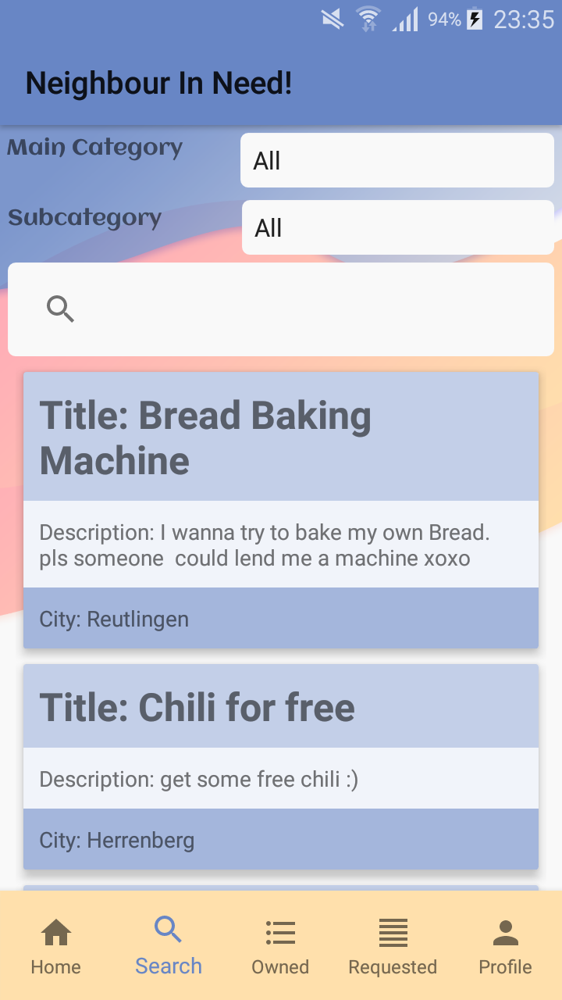 94% 23:35
Neighbour In Need!
Main Category
All
Subcategory
All
Title: Bread Baking
Machine
Description: I wanna try to bake my own Bread.
pls someone  could lend me a machine xoxo
City: Reutlingen
Title: Chili for free
Description: get some free chili :)
City: Herrenberg
Home Search Owned Requested Profile